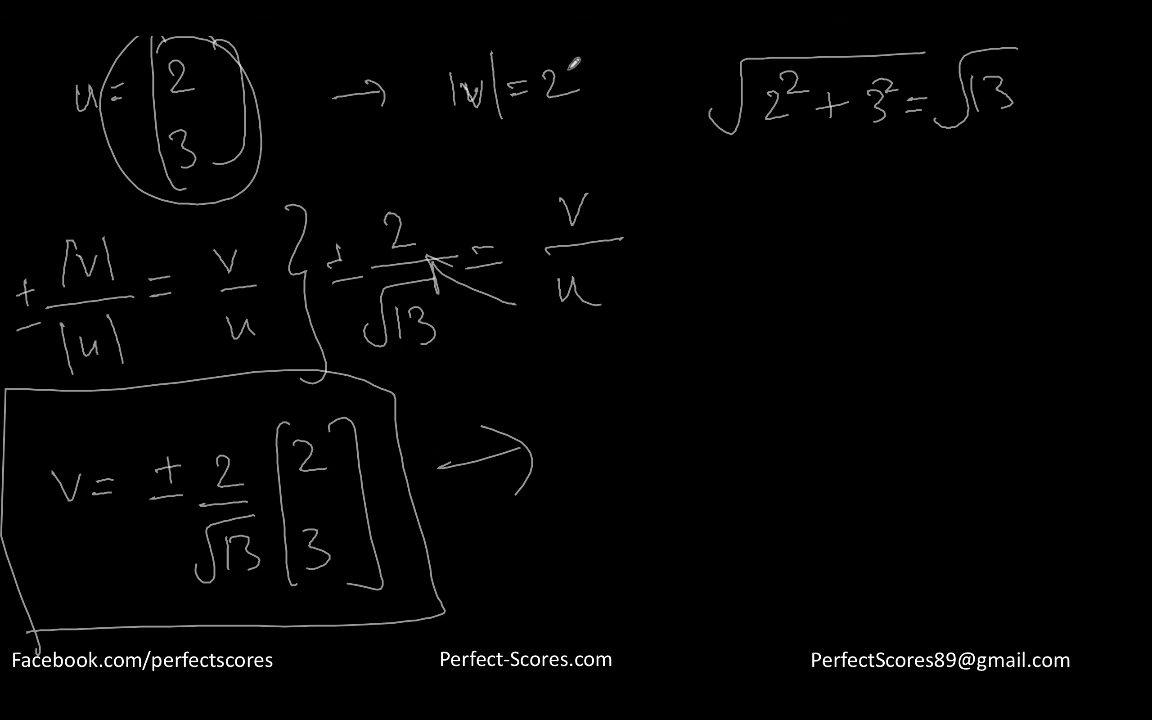 u = [2 3] → |v| = 2 √(2² + 3²) = √13
± |v|/|u| = v/u } ± 2/√13 = v/u
v = ± 2/√13 [2 3]
Facebook.com/perfectscores Perfect-Scores.com PerfectScores89@gmail.com